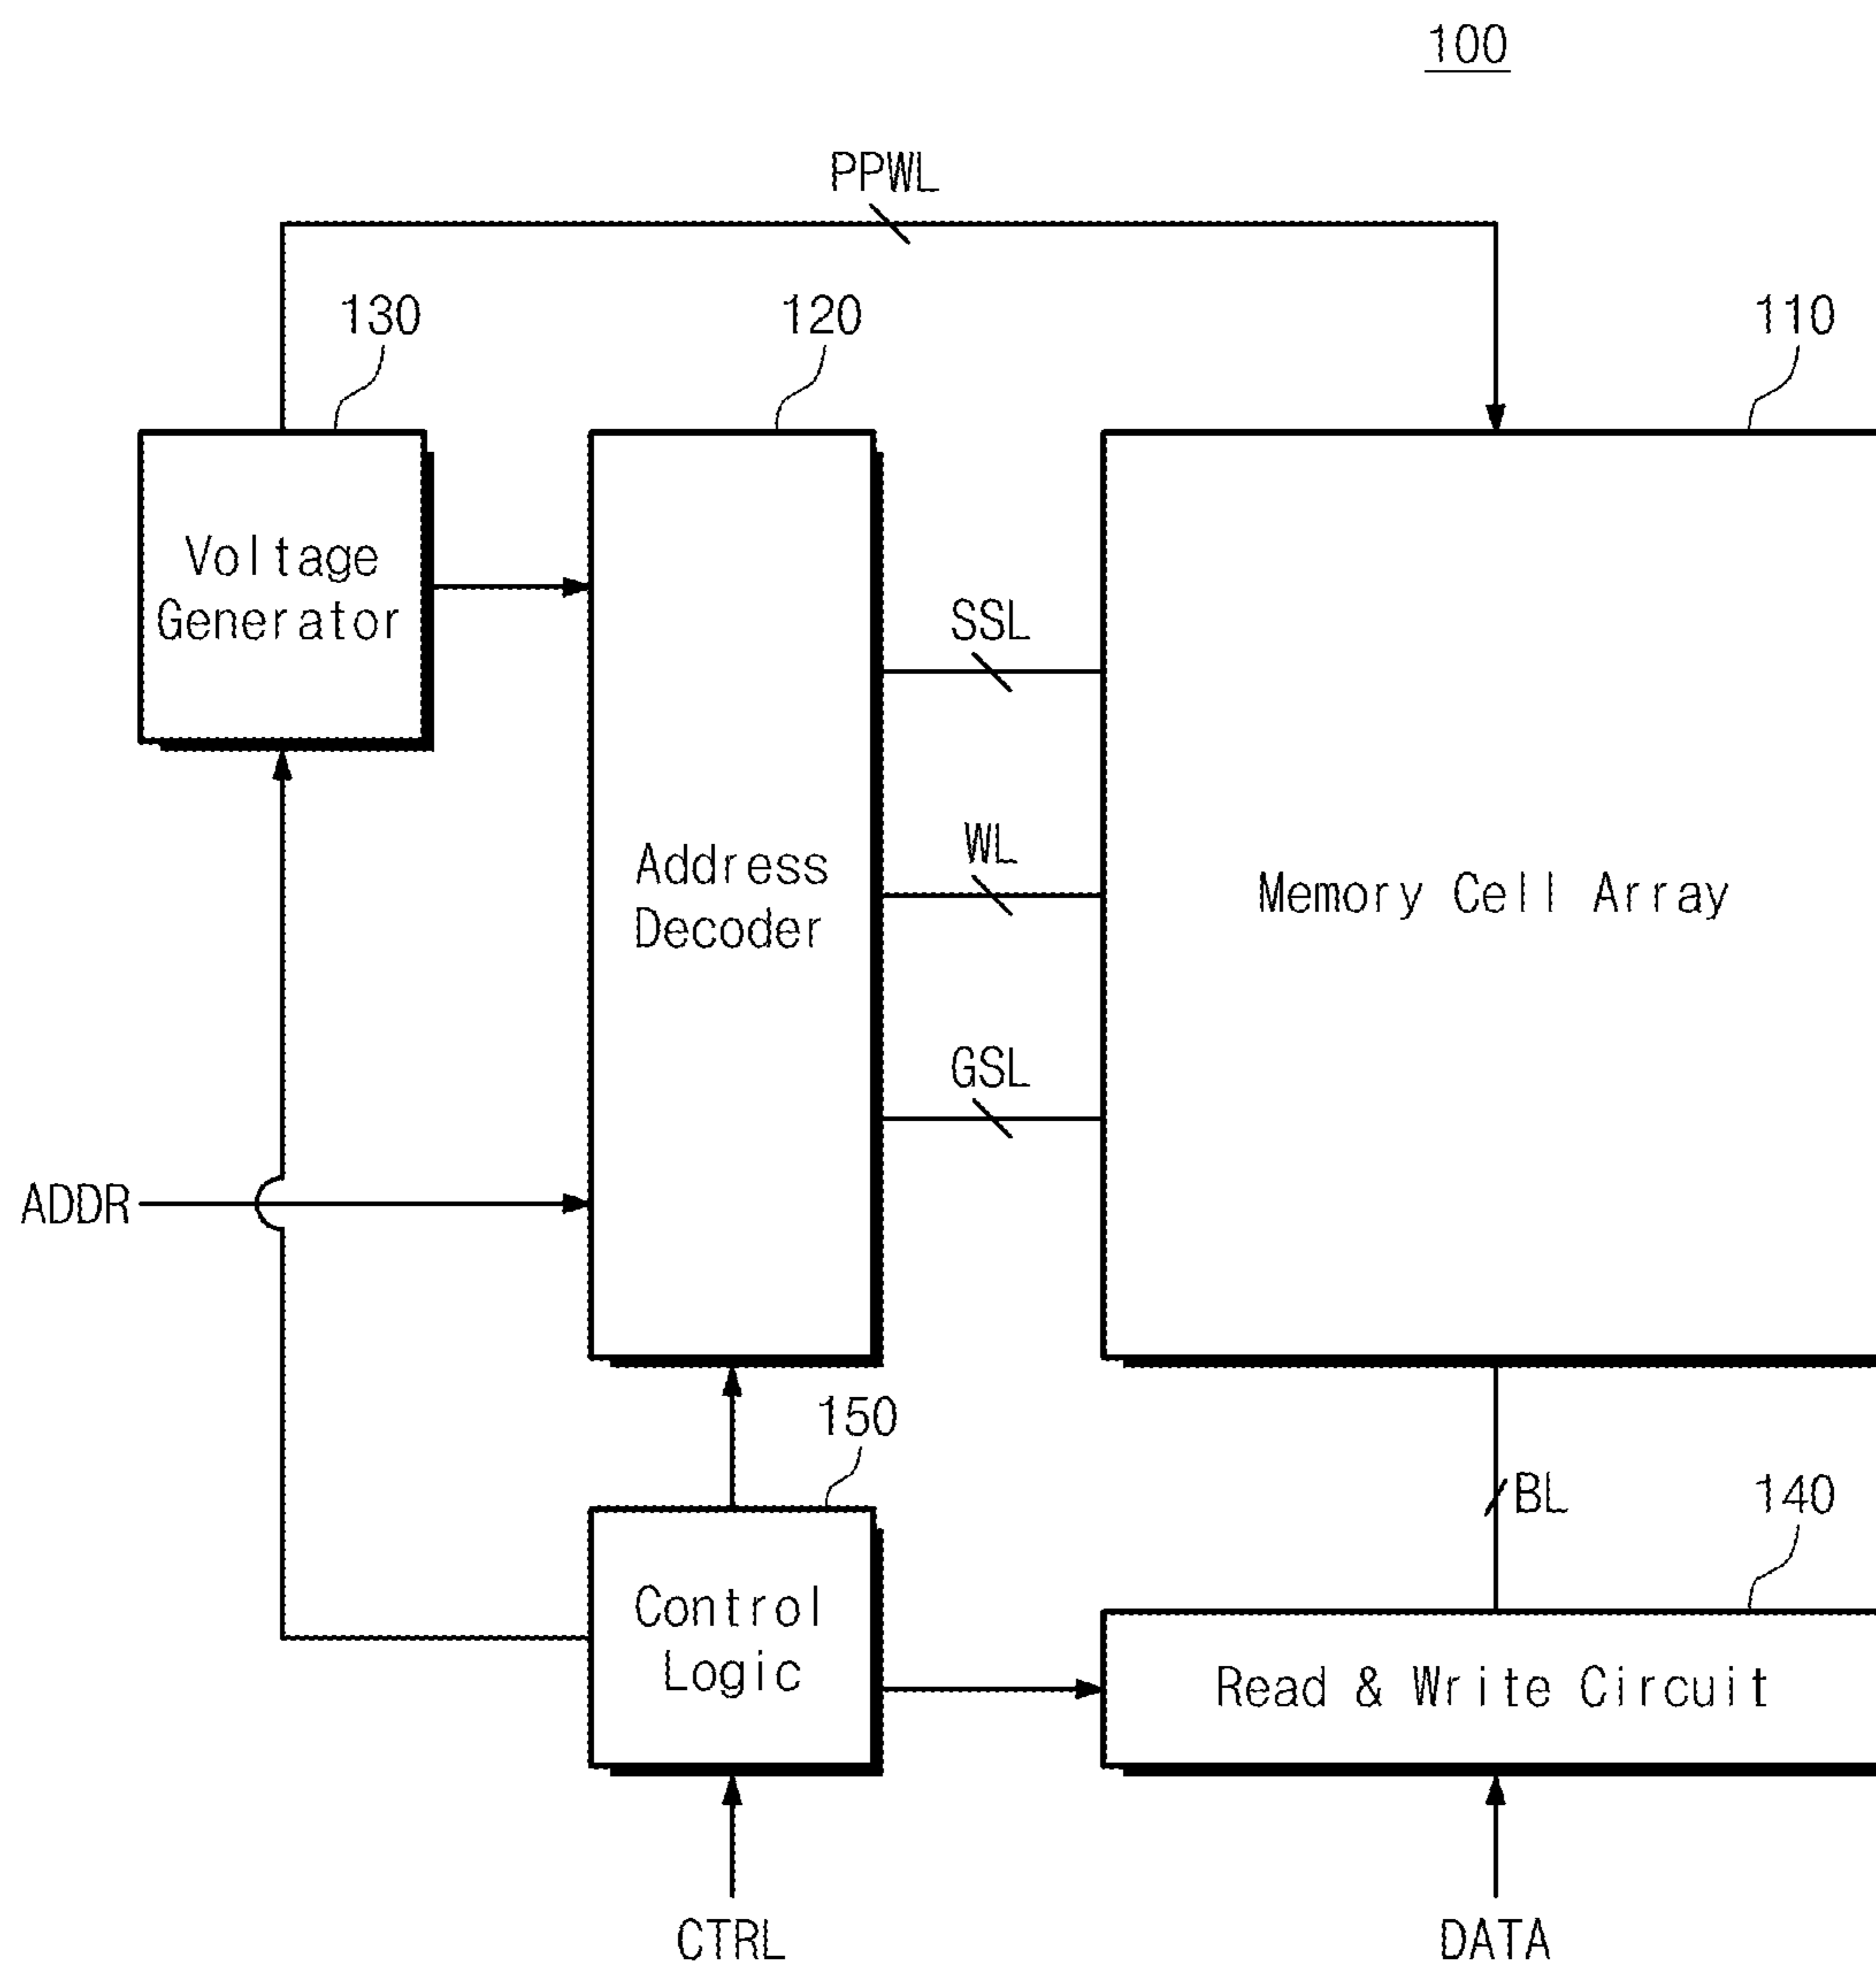 100
PPWL
130
120
110
Voltage
Generator
SSL
WL
Address
Decoder
Memory Cell Array
GSL
ADDR
150
BL
140
Control
Logic
Read & Write Circuit
CTRL
DATA